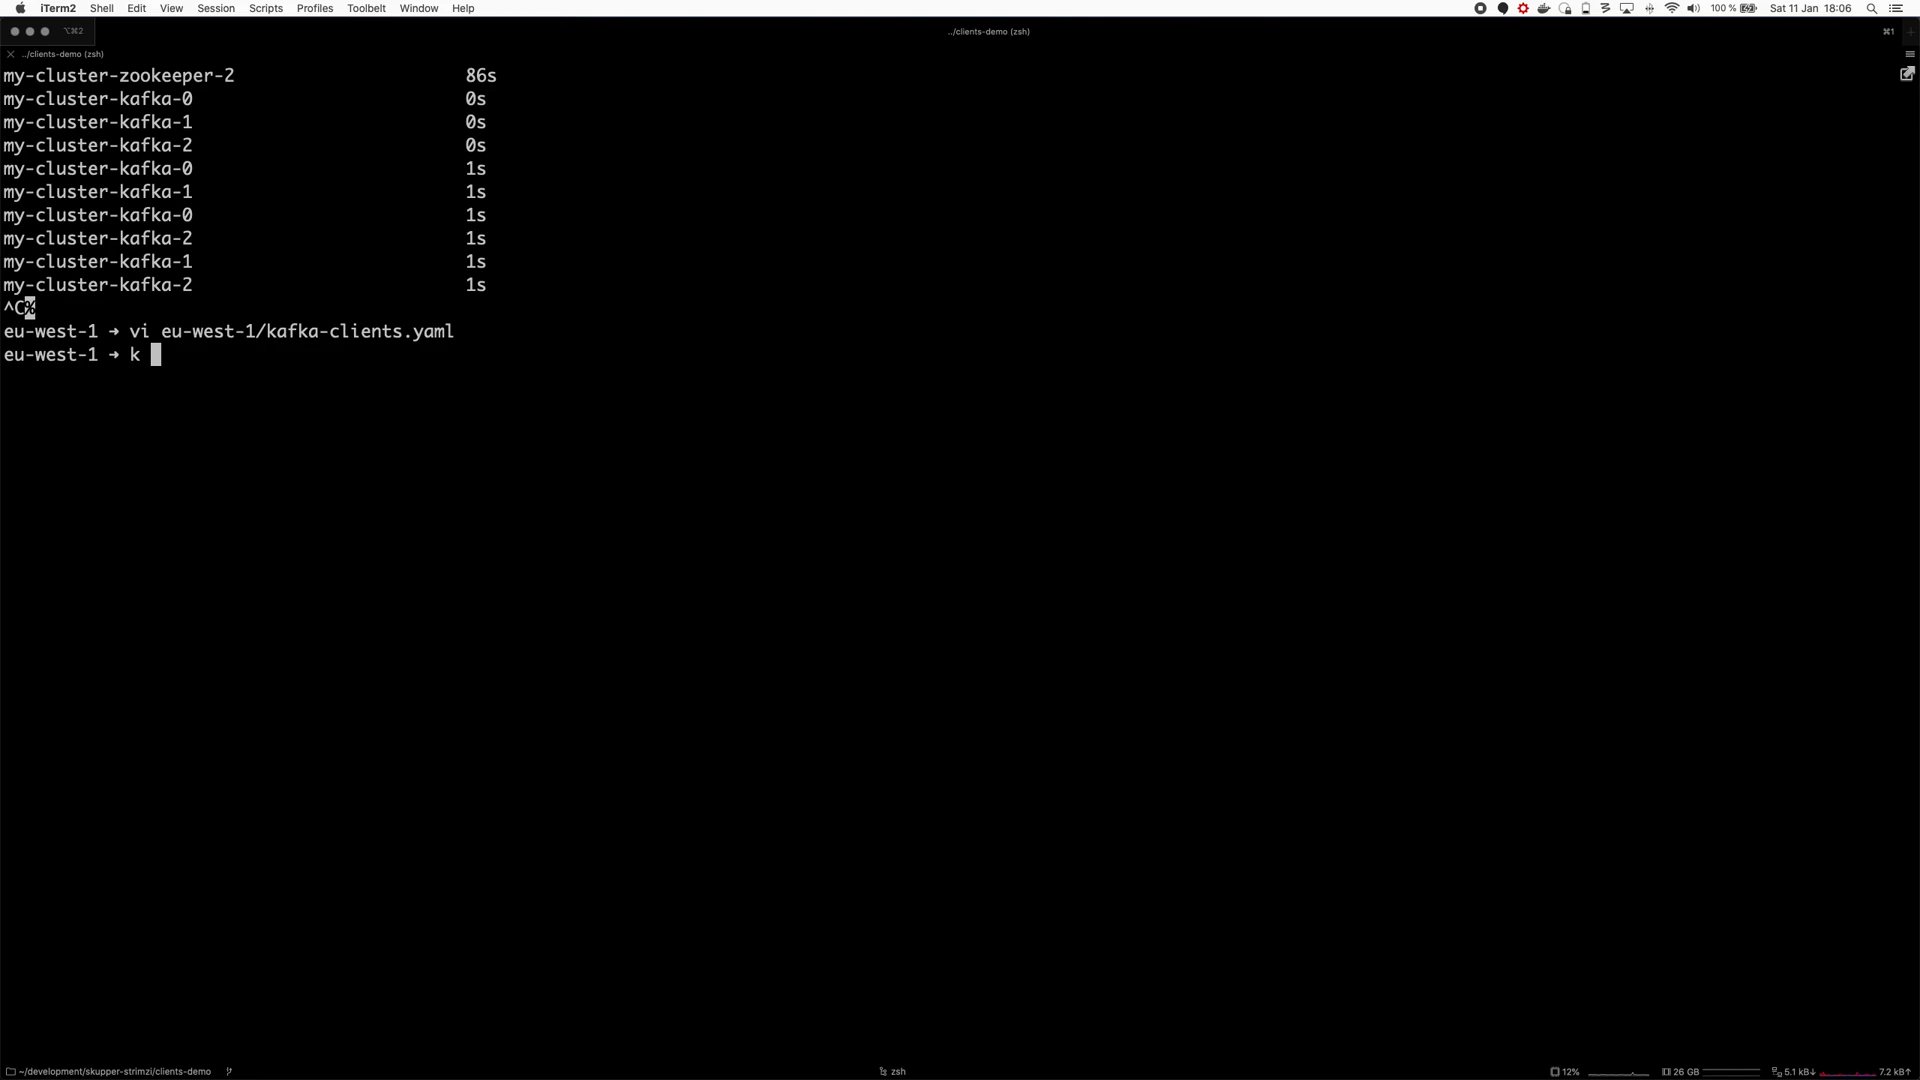 iTerm2 Shell Edit View Session Scripts Profiles Toolbelt Window Help 100 % Sat 11 Jan 18:06
⌥⌘2 ../clients-demo (zsh) ⌘1
../clients-demo (zsh)
my-cluster-zookeeper-2 86s
my-cluster-kafka-0 0s
my-cluster-kafka-1 0s
my-cluster-kafka-2 0s
my-cluster-kafka-0 1s
my-cluster-kafka-1 1s
my-cluster-kafka-0 1s
my-cluster-kafka-2 1s
my-cluster-kafka-1 1s
my-cluster-kafka-2 1s
^C%
eu-west-1 → vi eu-west-1/kafka-clients.yaml
eu-west-1 → k
~/development/skupper-strimzi/clients-demo zsh 12% 26 GB 5.1 kB↓ 7.2 kB↑